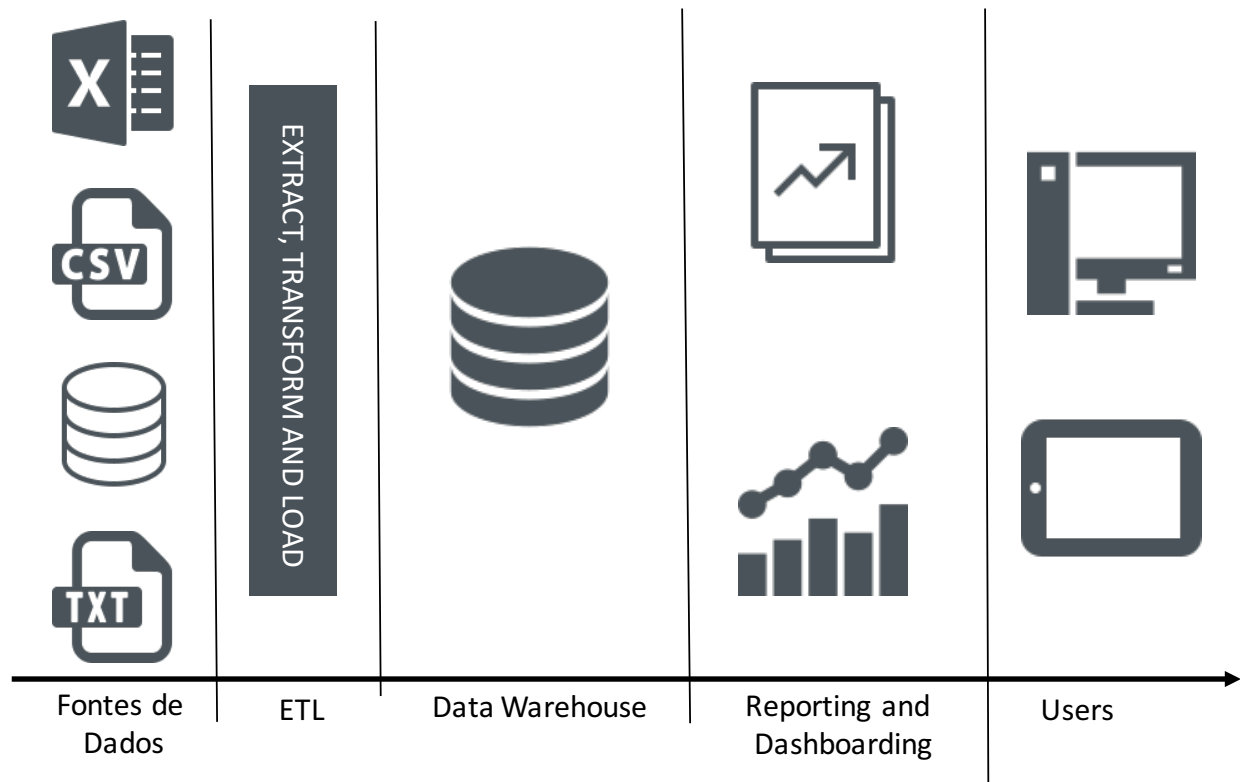 X
CSV
TXT
EXTRACT, TRANSFORM AND LOAD
Fontes de
Dados
ETL
Data Warehouse
Reporting and
Dashboarding
Users